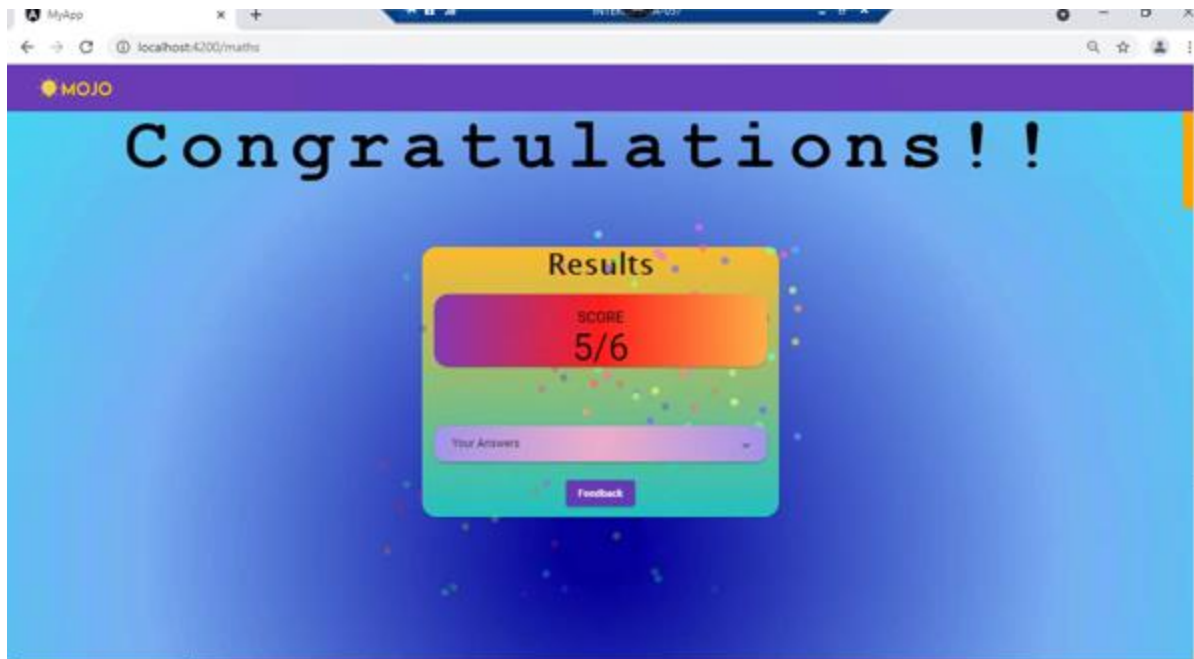 MyApp
localhost:4200/maths
MOJO
Congratulations!!
Results
SCORE
5/6
Your Answers
Feedback